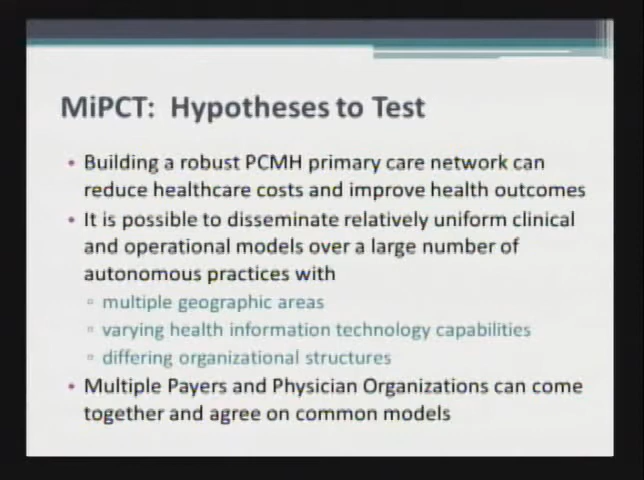 MiPCT: Hypotheses to Test
• Building a robust PCMH primary care network can
reduce healthcare costs and improve health outcomes
• It is possible to disseminate relatively uniform clinical
and operational models over a large number of
autonomous practices with
▫ multiple geographic areas
▫ varying health information technology capabilities
▫ differing organizational structures
• Multiple Payers and Physician Organizations can come
together and agree on common models